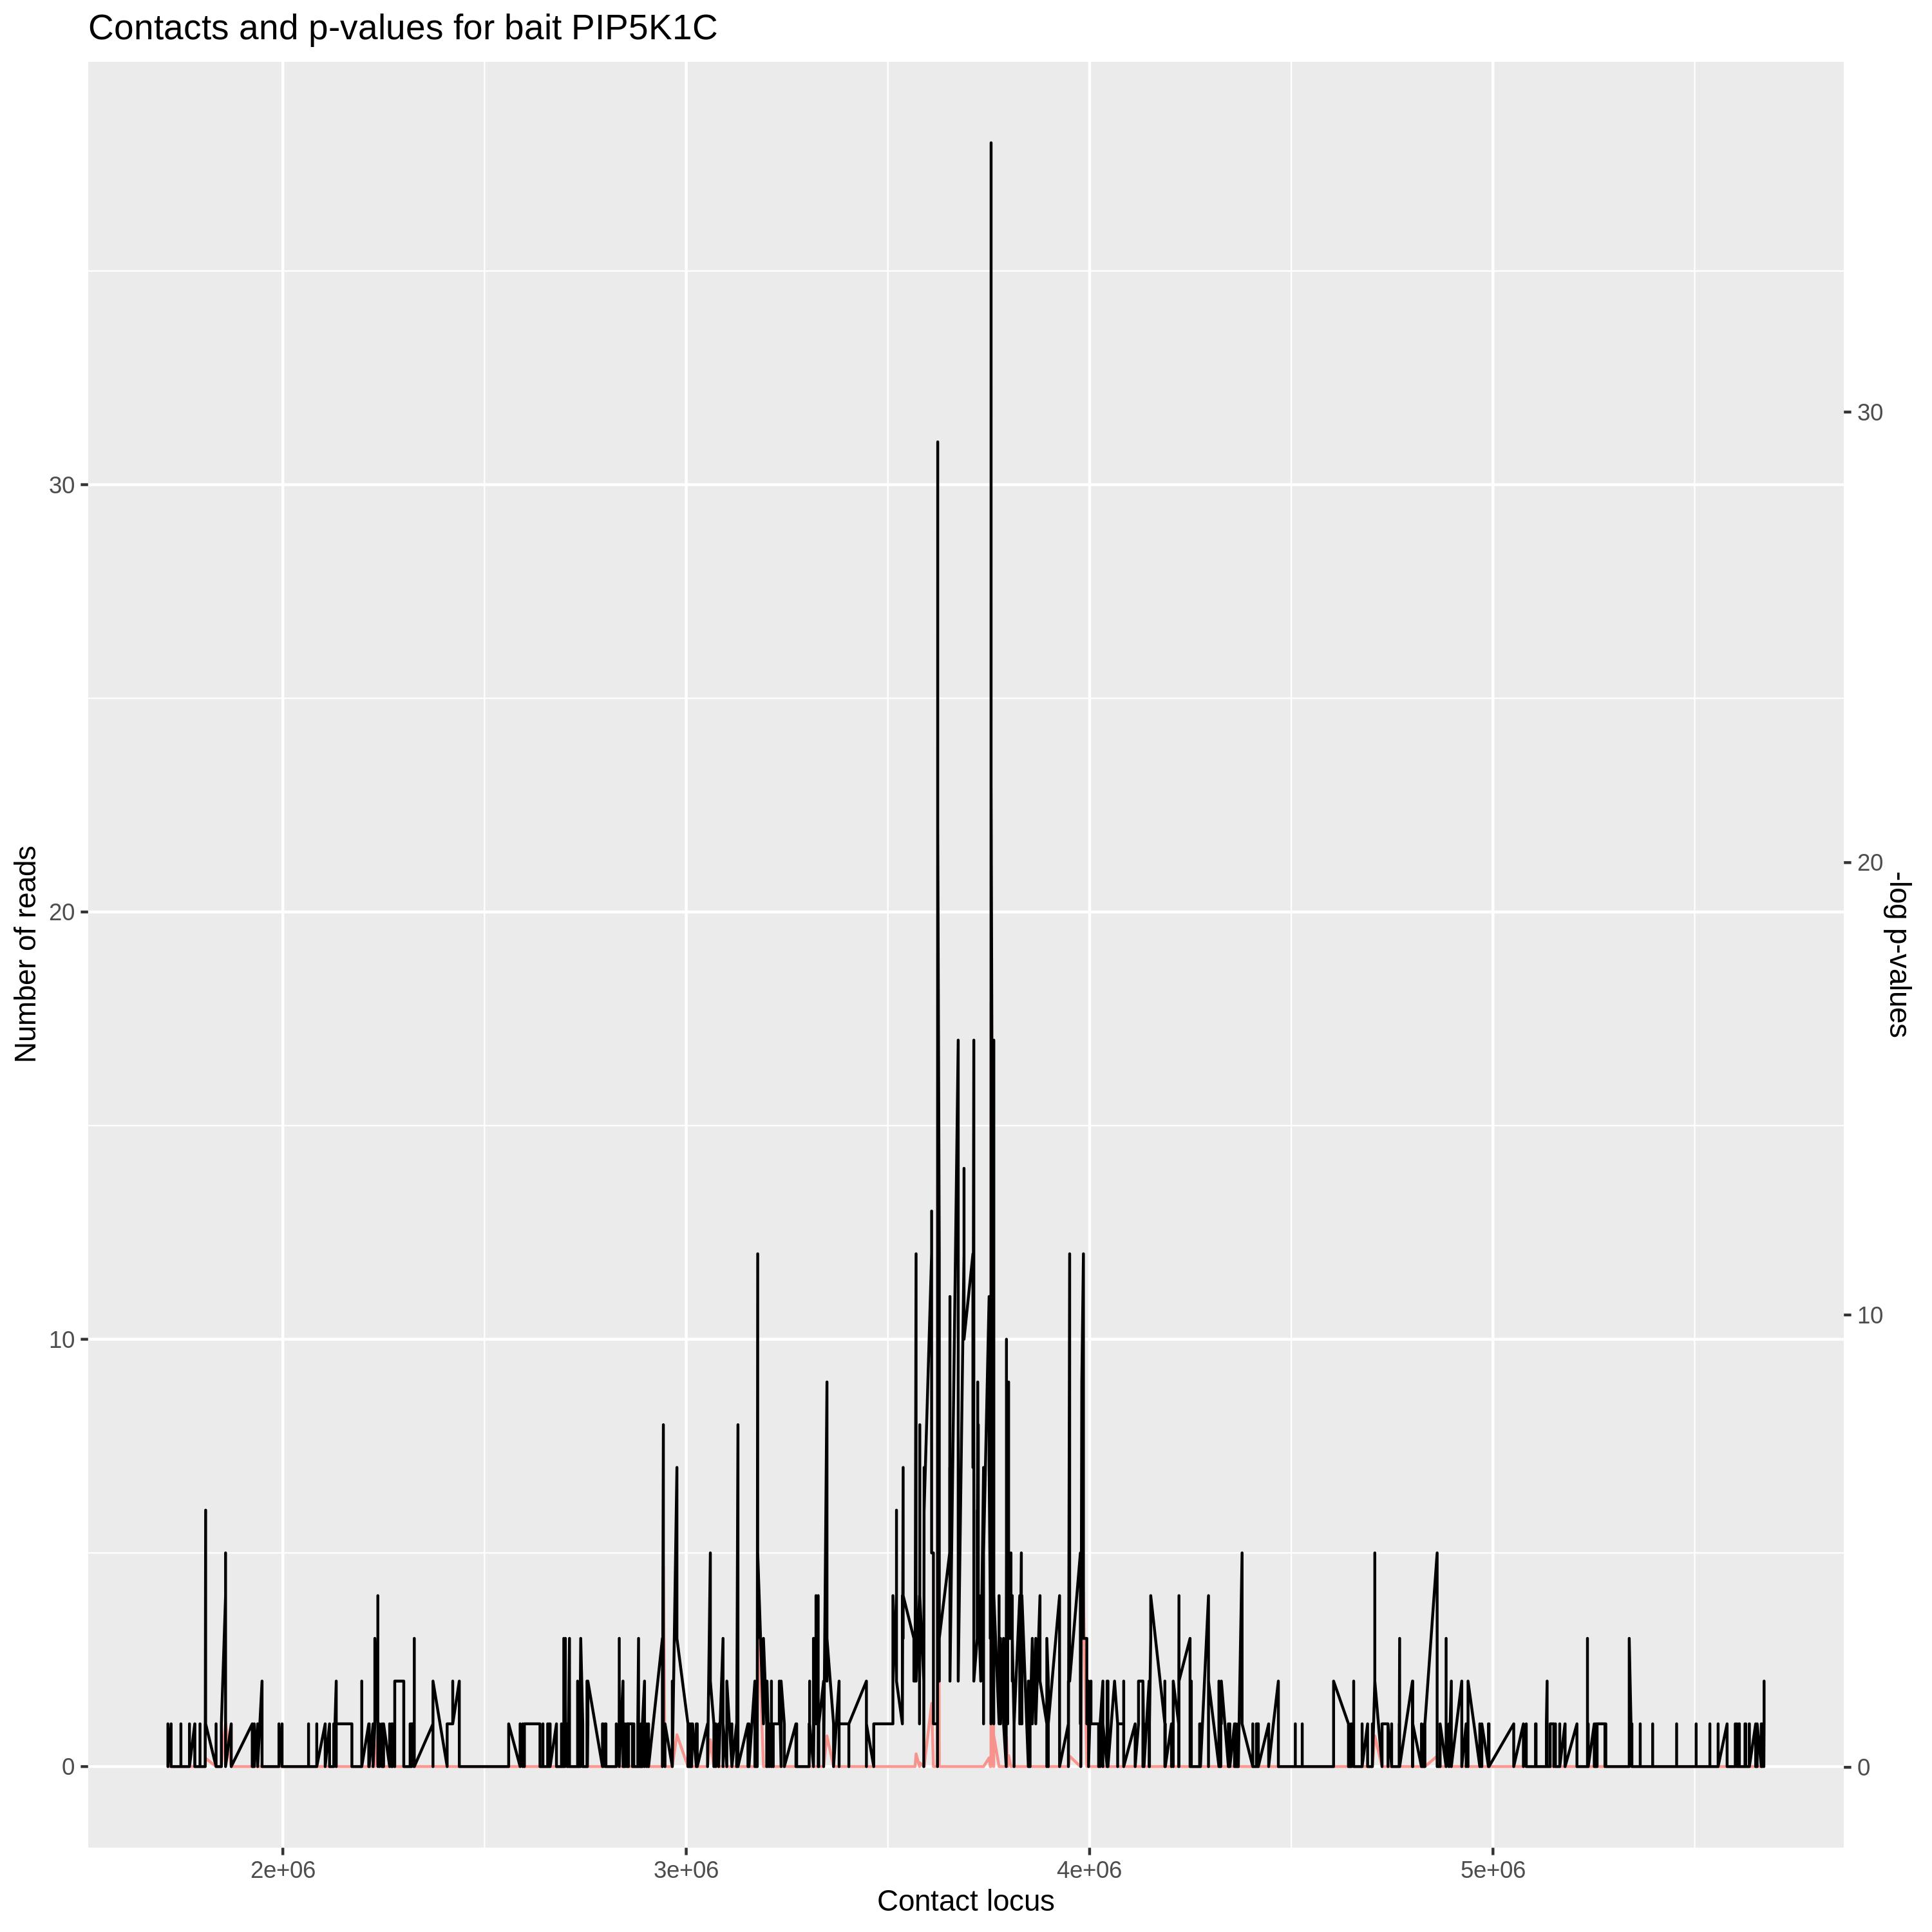 Contacts and p-values for bait PIP5K1C
Number of reads
30
20
10
0
30
20
10
0
-log p-values
2e+06 3e+06 4e+06 5e+06
Contact locus